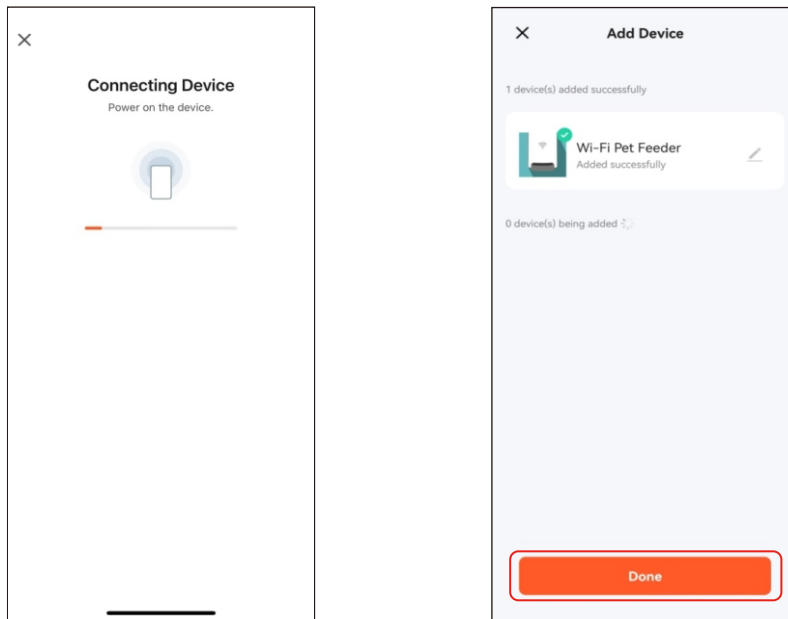 Connecting Device
Power on the device.
Add Device
1 device(s) added successfully
Wi-Fi Pet Feeder
Added successfully
0 device(s) being added
Done